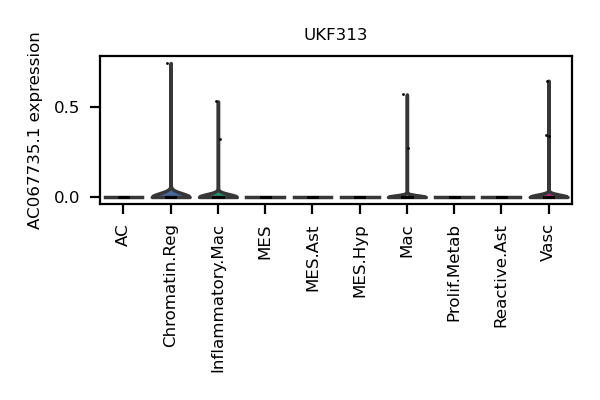 UKF313
AC067735.1 expression
0.5
0.0
AC
Chromatin.Reg
Inflammatory.Mac
MES
MES.Ast
MES.Hyp
Mac
Prolif.Metab
Reactive.Ast
Vasc